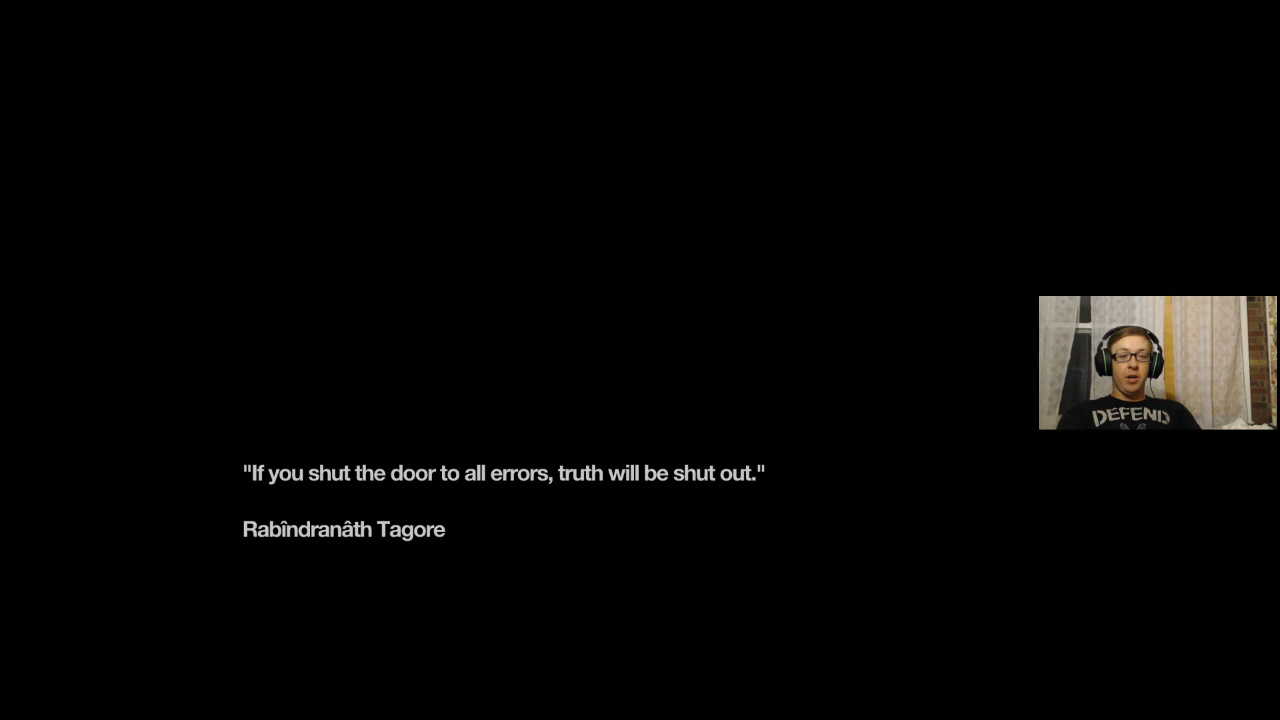 "If you shut the door to all errors, truth will be shut out."
Rabîndranâth Tagore
DEFEND